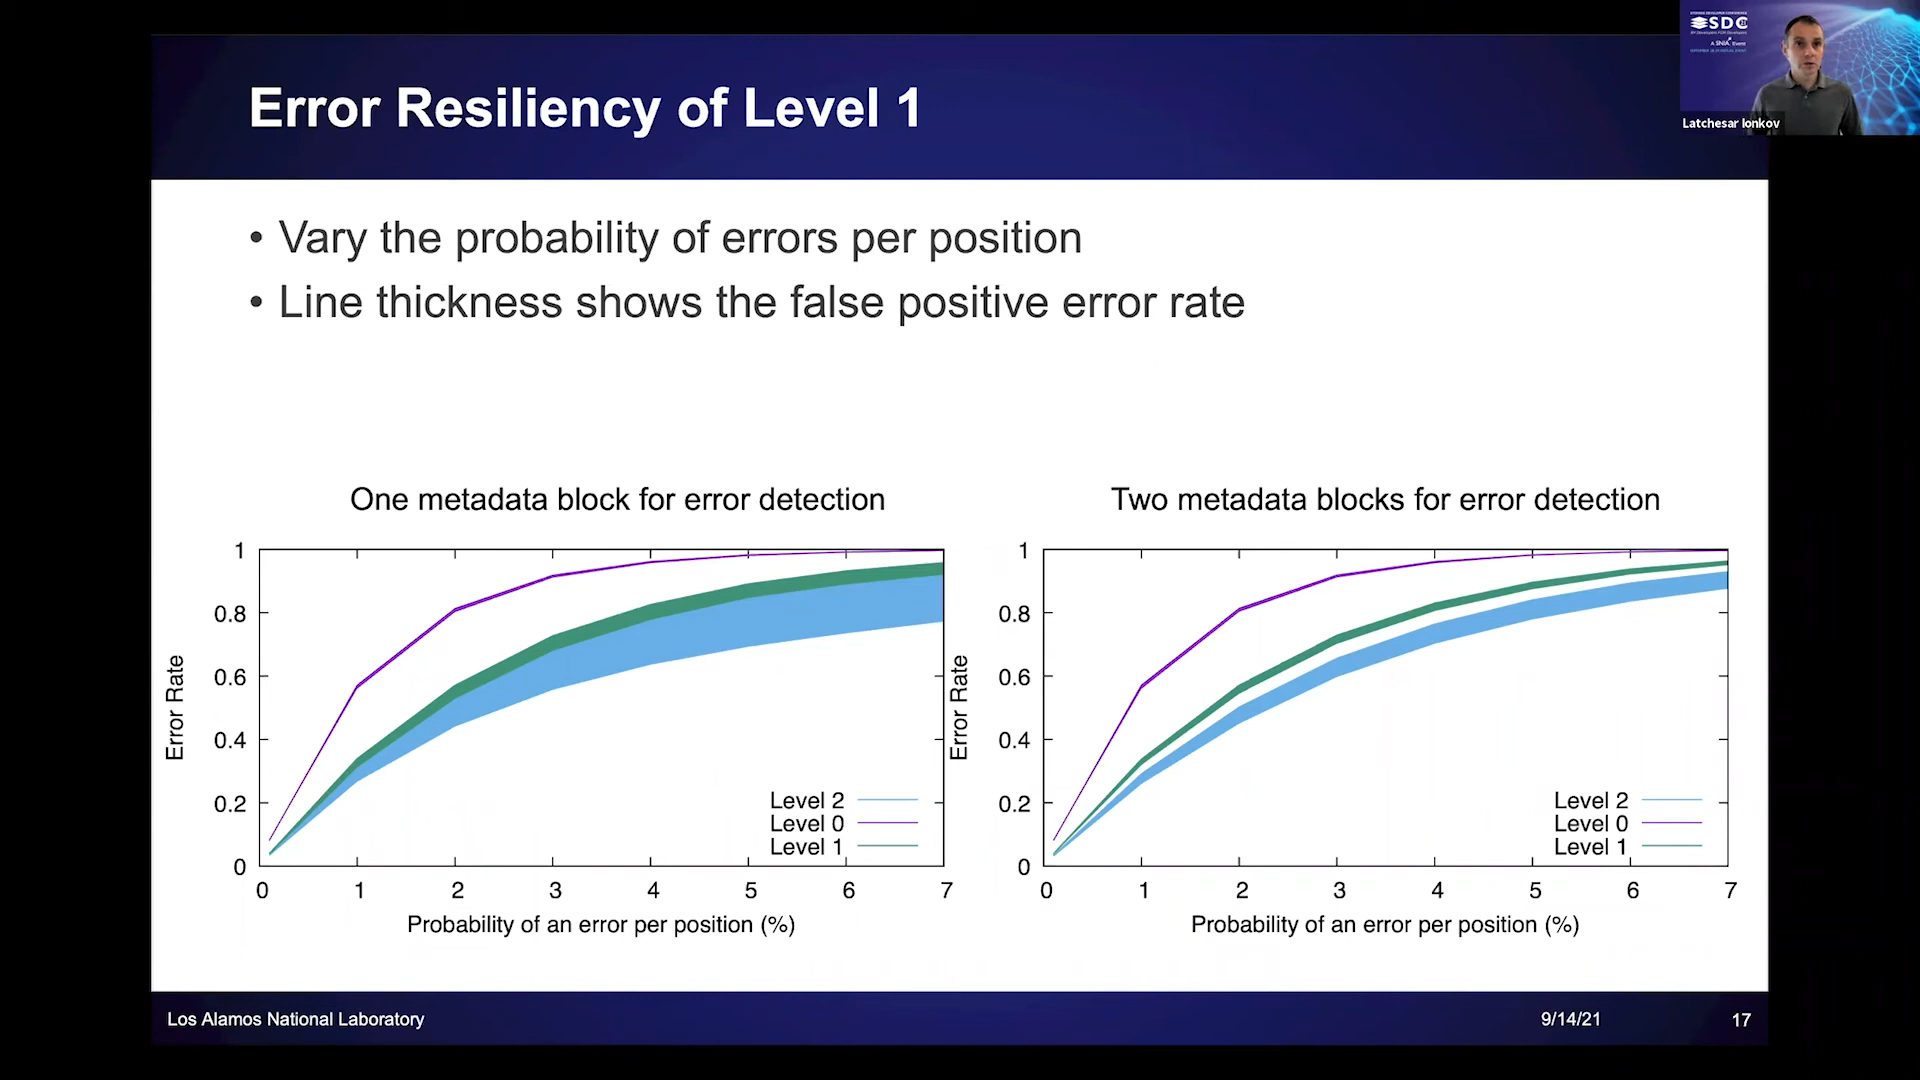 SDC
A SNIA Event
Latchesar Ionkov
Error Resiliency of Level 1
• Vary the probability of errors per position
• Line thickness shows the false positive error rate
One metadata block for error detection
1
0.8
0.6
0.4
0.2
0
Error Rate
Level 2
Level 0
Level 1
0 1 2 3 4 5 6 7
Probability of an error per position (%)
Two metadata blocks for error detection
1
0.8
0.6
0.4
0.2
0
Error Rate
Level 2
Level 0
Level 1
0 1 2 3 4 5 6 7
Probability of an error per position (%)
Los Alamos National Laboratory
9/14/21
17